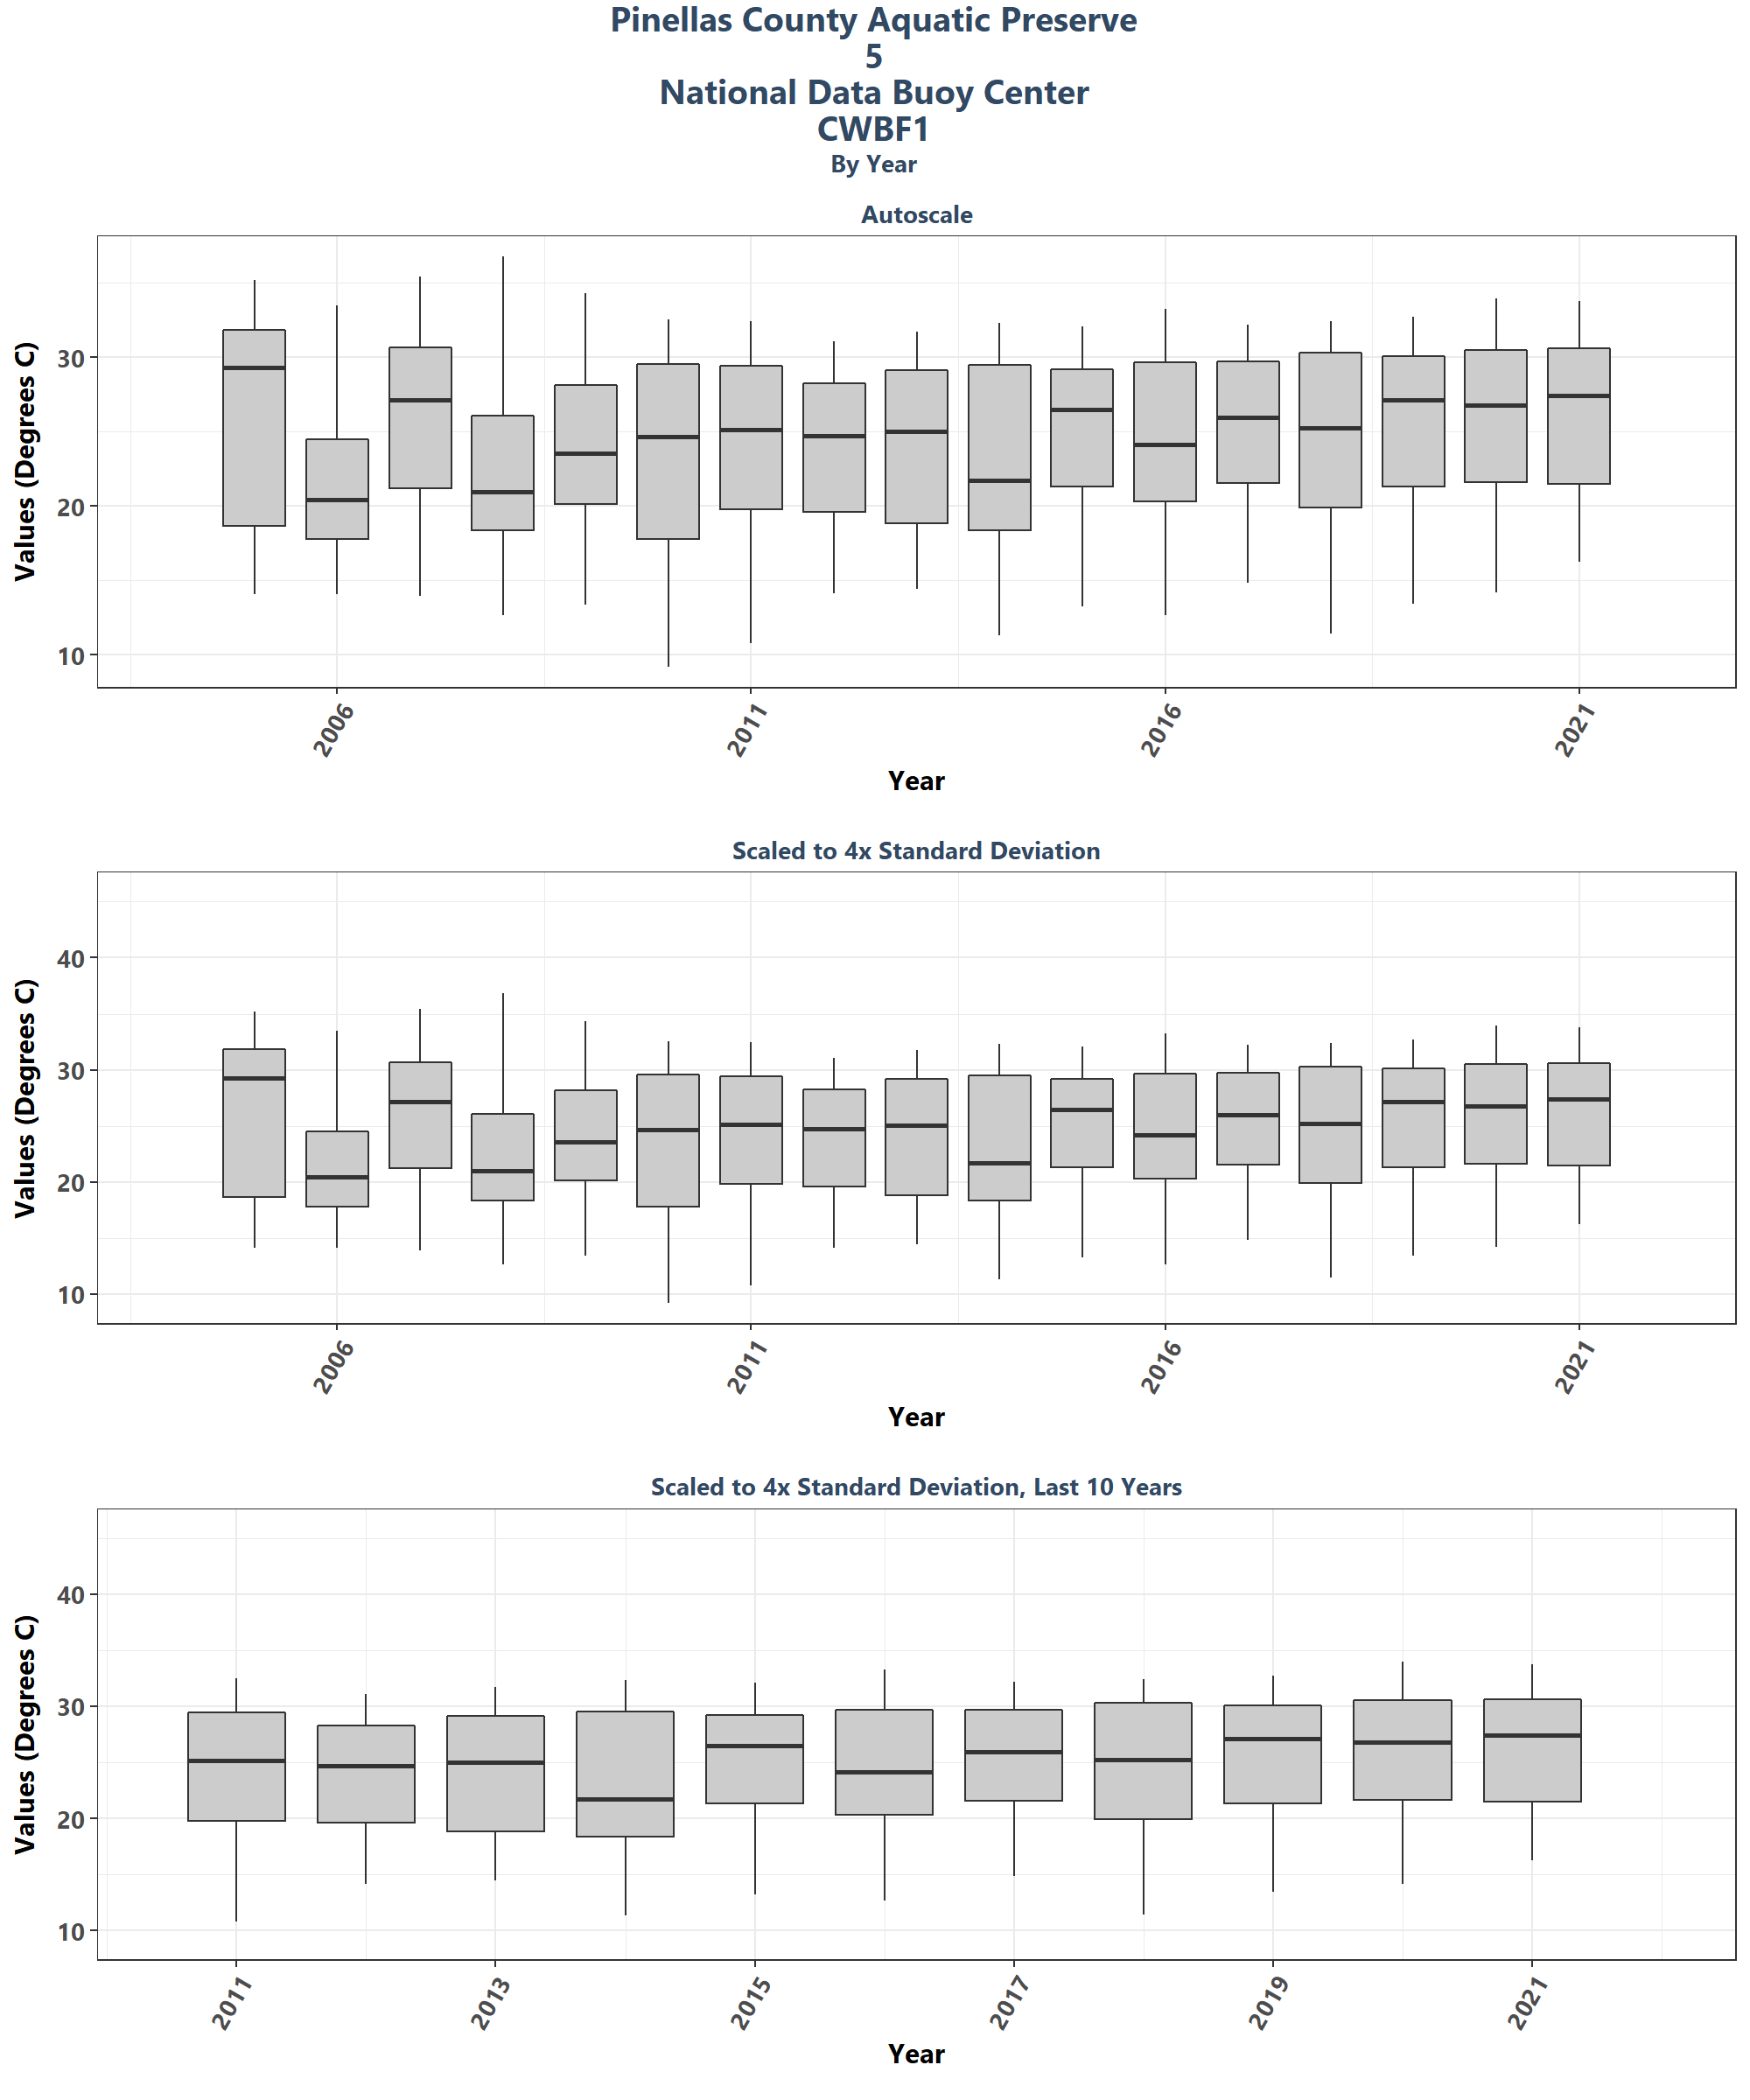 Pinellas County Aquatic Preserve
5
National Data Buoy Center
CWBF1
By Year
Autoscale
Values (Degrees C)
30
20
10
2006
2011
2016
2021
Year
Scaled to 4x Standard Deviation
Values (Degrees C)
40
30
20
10
2006
2011
2016
2021
Year
Scaled to 4x Standard Deviation, Last 10 Years
Values (Degrees C)
40
30
20
10
2011
2013
2015
2017
2019
2021
Year